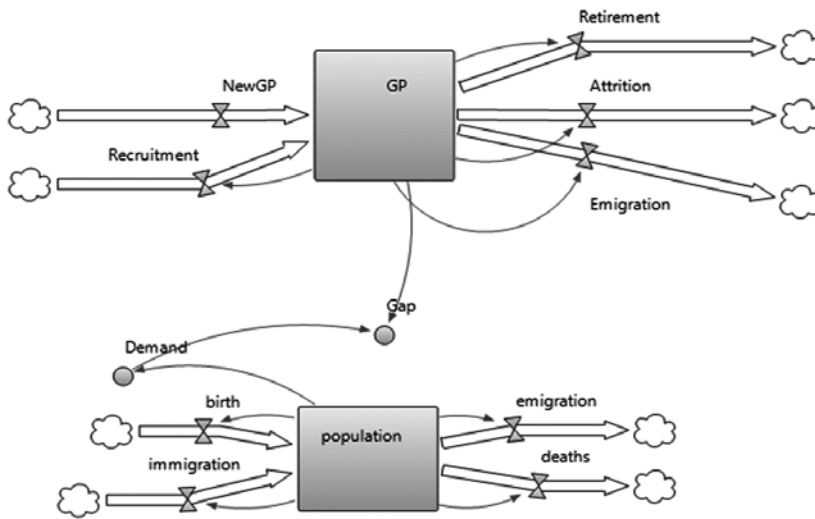 Retirement
NewGP
GP
Attrition
Recruitment
Emigration
Gap
Demand
birth
emigration
population
immigration
deaths